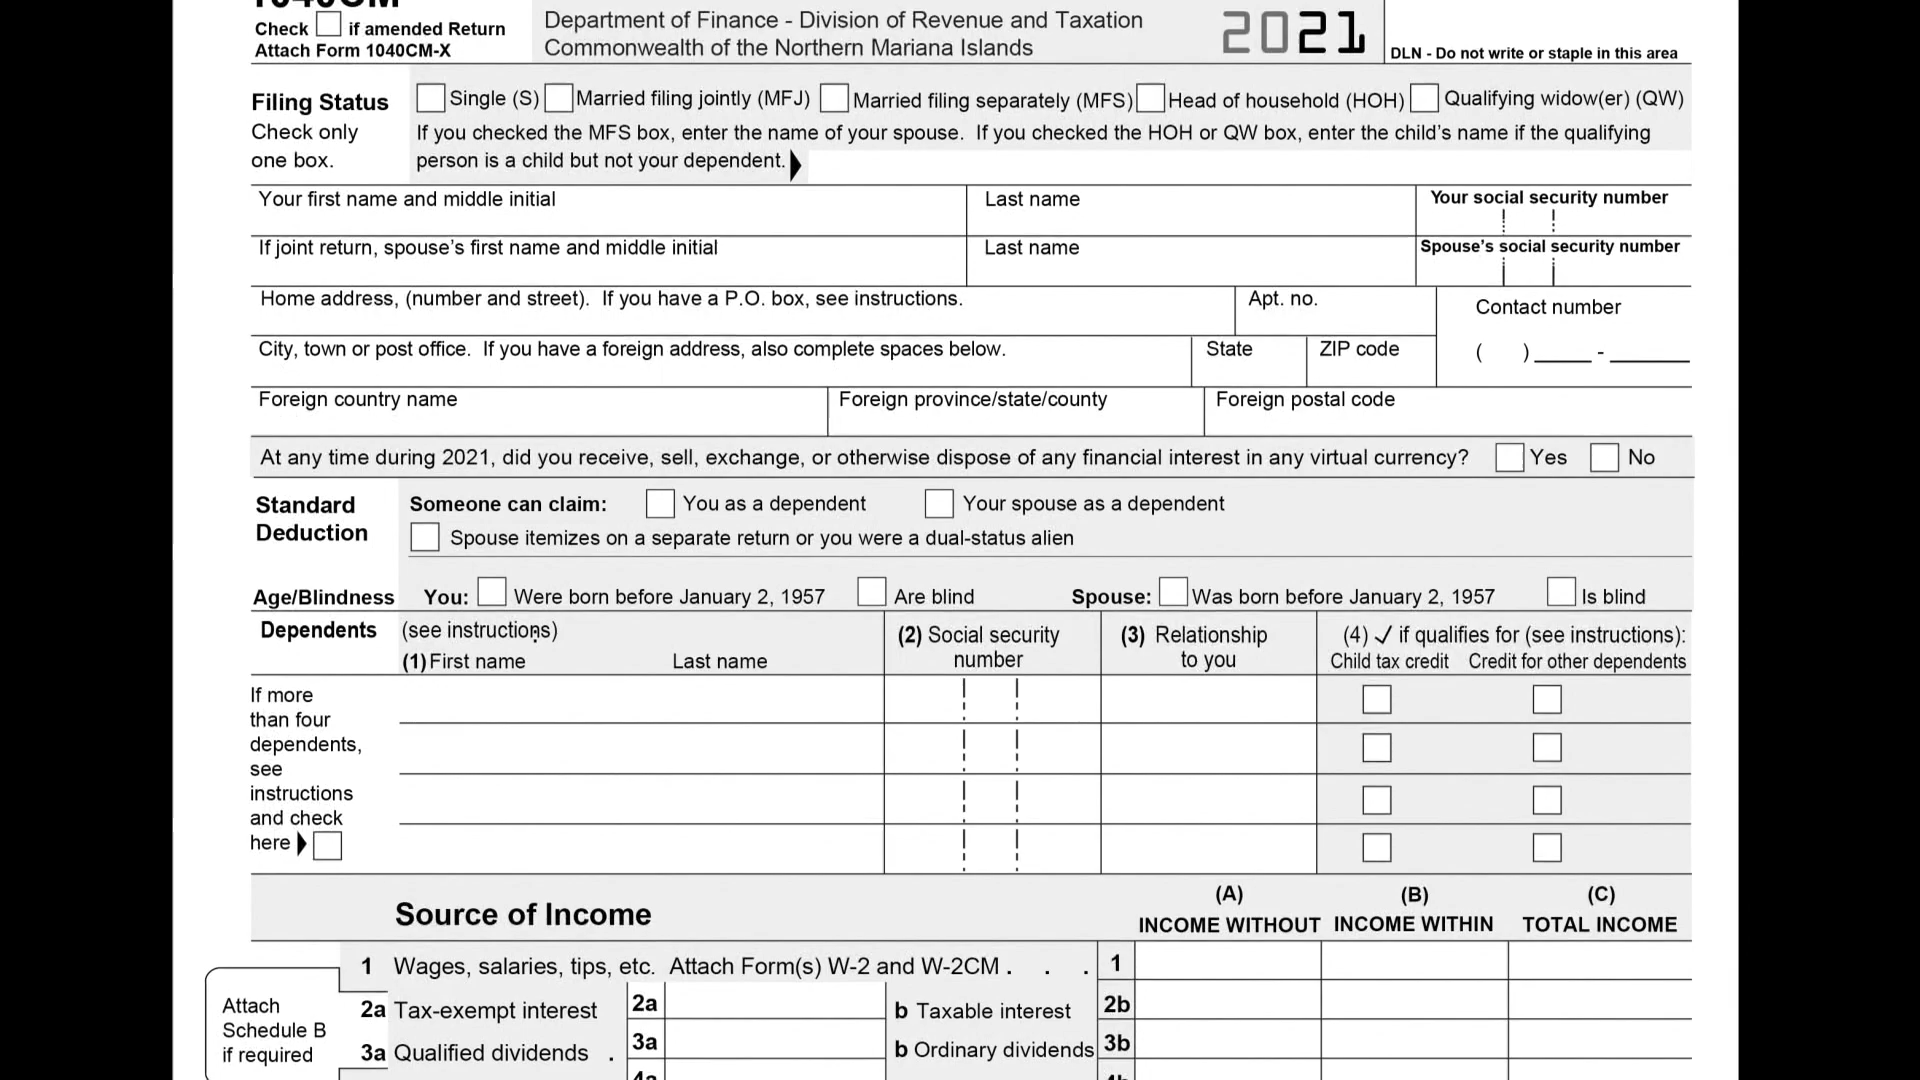 1040CM
Check if amended Return
Attach Form 1040CM-X
Department of Finance - Division of Revenue and Taxation
Commonwealth of the Northern Mariana Islands
2021
DLN - Do not write or staple in this area
Filing Status
Check only
one box.
Single (S) Married filing jointly (MFJ) Married filing separately (MFS) Head of household (HOH) Qualifying widow(er) (QW)
If you checked the MFS box, enter the name of your spouse. If you checked the HOH or QW box, enter the child's name if the qualifying
person is a child but not your dependent.
Your first name and middle initial Last name Your social security number
If joint return, spouse's first name and middle initial Last name Spouse's social security number
Home address, (number and street). If you have a P.O. box, see instructions. Apt. no. Contact number
City, town or post office. If you have a foreign address, also complete spaces below. State ZIP code ( ) _____ - _______
Foreign country name Foreign province/state/county Foreign postal code
At any time during 2021, did you receive, sell, exchange, or otherwise dispose of any financial interest in any virtual currency? Yes No
Standard
Deduction
Someone can claim: You as a dependent Your spouse as a dependent
Spouse itemizes on a separate return or you were a dual-status alien
Age/Blindness You: Were born before January 2, 1957 Are blind Spouse: Was born before January 2, 1957 Is blind
Dependents (see instructions)
(1) First name Last name
(2) Social security
number
(3) Relationship
to you
(4) ✓ if qualifies for (see instructions):
Child tax credit Credit for other dependents
If more
than four
dependents,
see
instructions
and check
here
Source of Income
(A)
INCOME WITHOUT
(B)
INCOME WITHIN
(C)
TOTAL INCOME
Attach
Schedule B
if required
1 Wages, salaries, tips, etc. Attach Form(s) W-2 and W-2CM . . . 1
2a Tax-exempt interest 2a b Taxable interest 2b
3a Qualified dividends . 3a b Ordinary dividends 3b
4a 4b